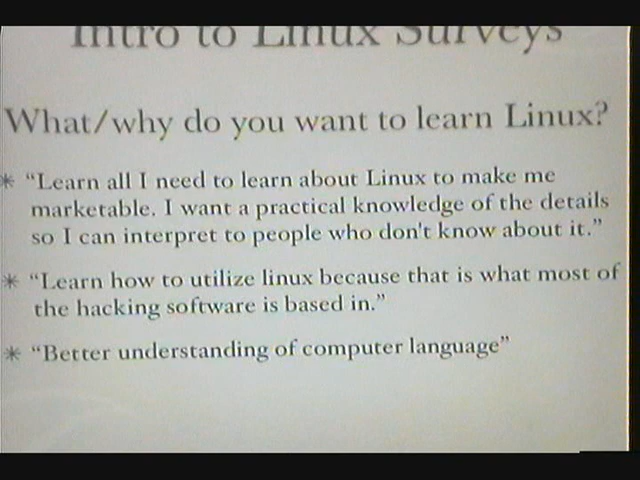 Intro to Linux Surveys
What/why do you want to learn Linux?
* “Learn all I need to learn about Linux to make me
marketable. I want a practical knowledge of the details
so I can interpret to people who don't know about it.”
* “Learn how to utilize linux because that is what most of
the hacking software is based in.”
* “Better understanding of computer language”